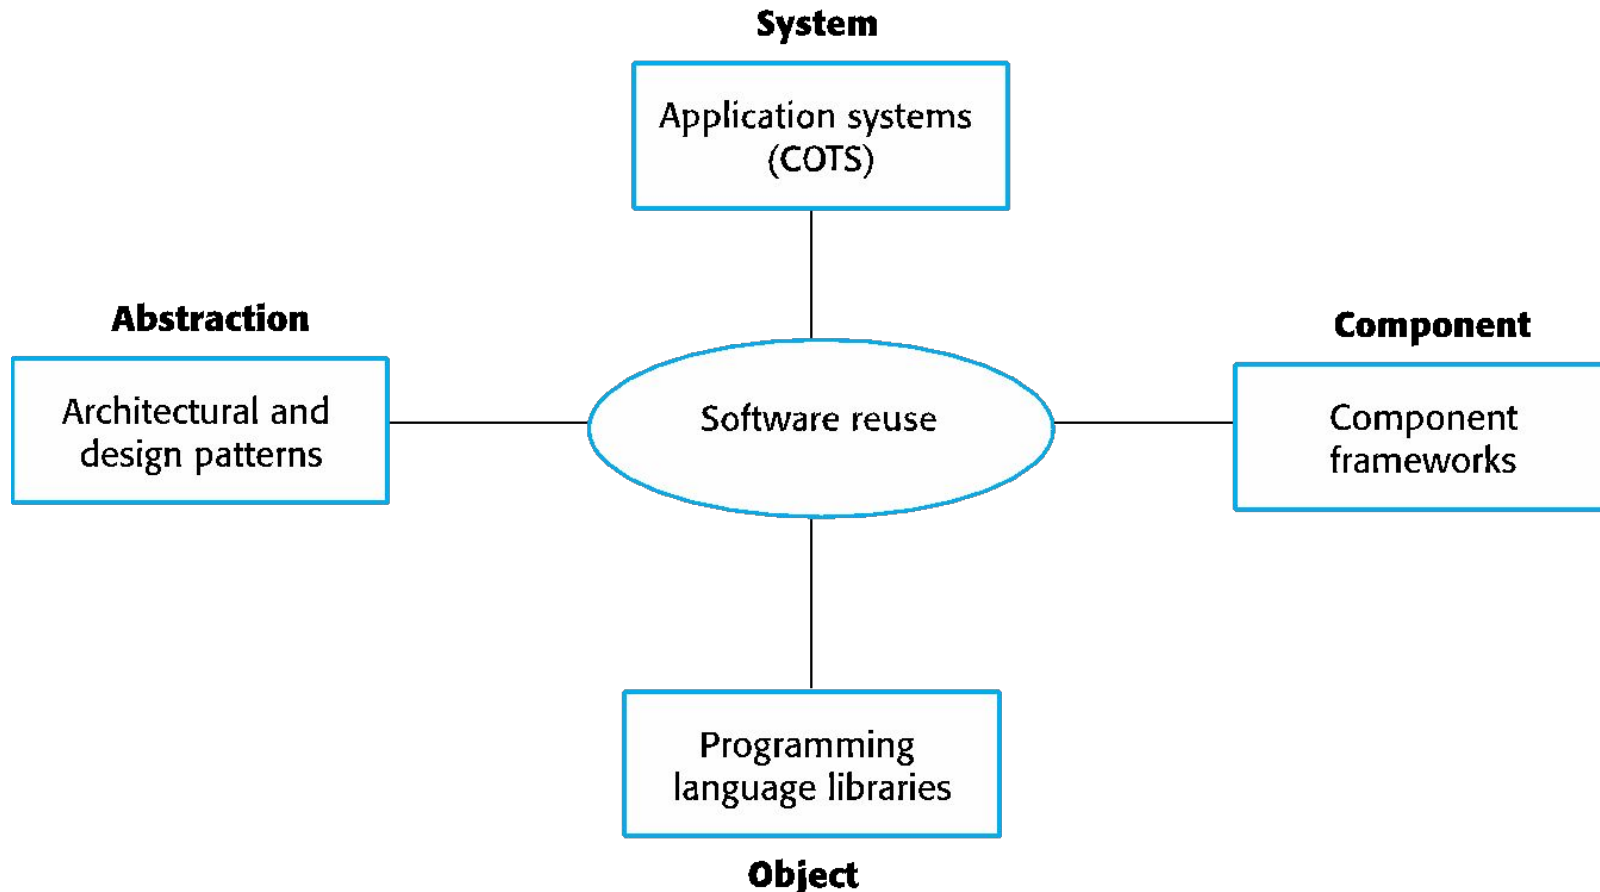 System
Application systems
(COTS)
Abstraction
Architectural and
design patterns
Software reuse
Component
Component
frameworks
Programming
language libraries
Object